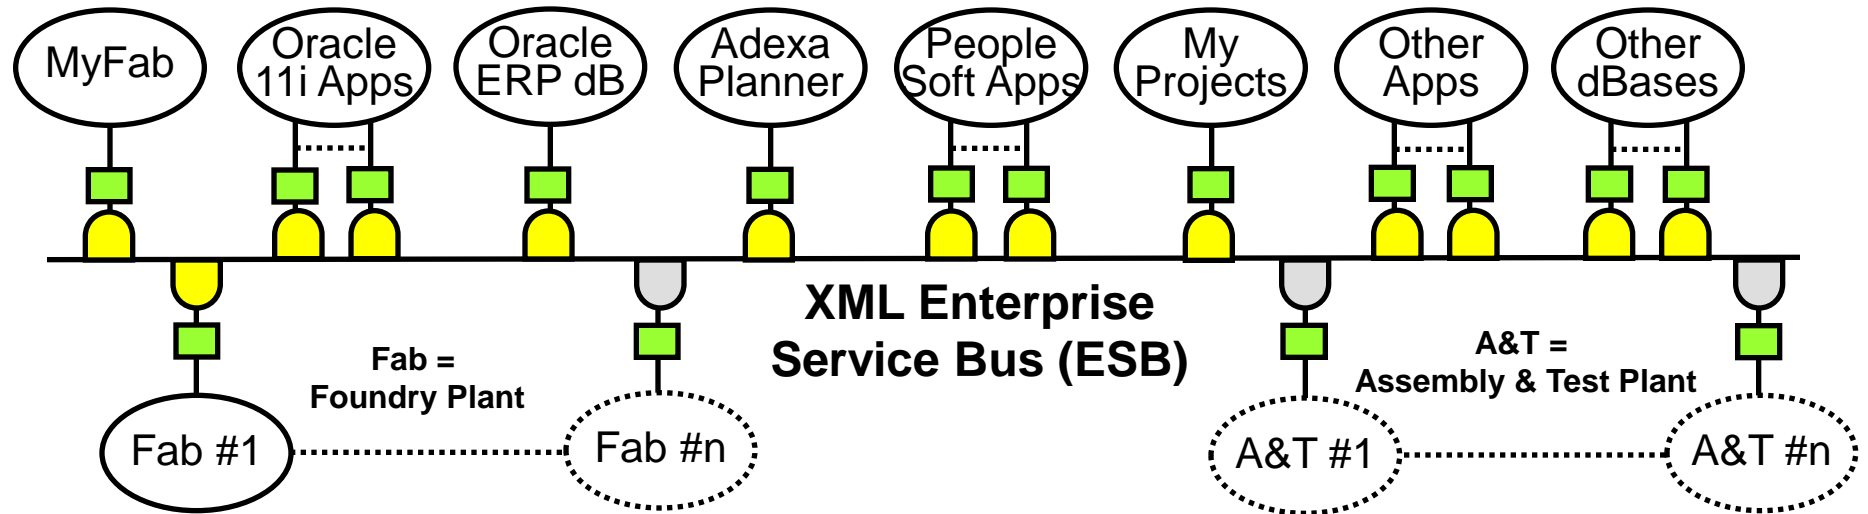 MyFab
Oracle
11i Apps
Oracle
ERP dB
Adexa
Planner
People
Soft Apps
My
Projects
Other
Apps
Other
dBases
XML Enterprise
Service Bus (ESB)
Fab =
Foundry Plant
A&T =
Assembly & Test Plant
Fab #1
Fab #n
A&T #1
A&T #n